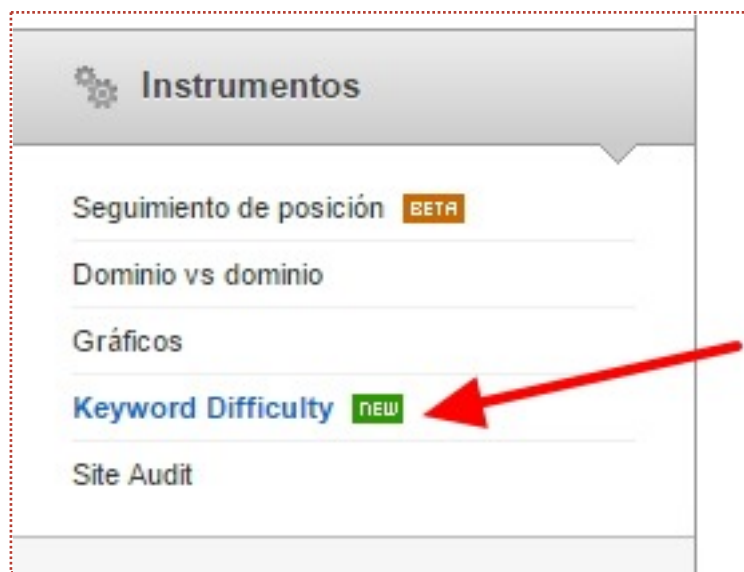 Instrumentos
Seguimiento de posición BETA
Dominio vs dominio
Gráficos
Keyword Difficulty NEW
Site Audit